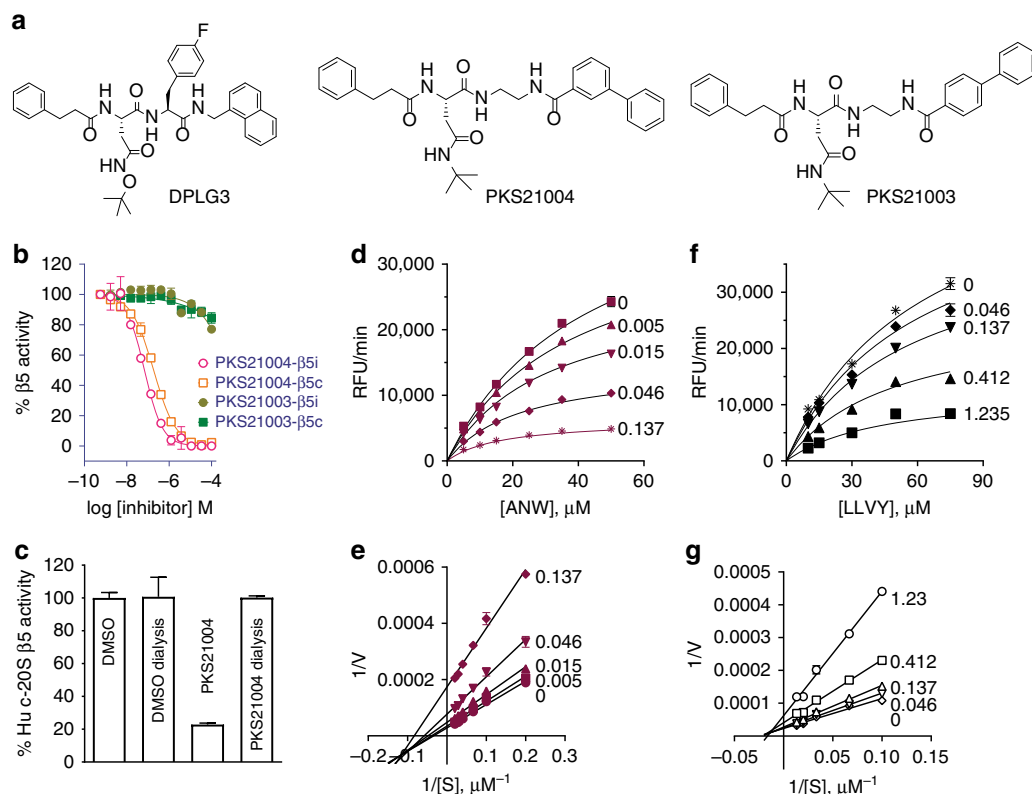 a
F
H
N
O
H
N
O
N
H
O
HN
O
O
DPLG3
H
N
O
O
N
H
H
N
O
O
HN
PKS21004
H
N
O
O
N
H
H
N
O
O
HN
PKS21003
b
% β5 activity
120
100
80
60
40
20
0
−10 −8 −6 −4
log [inhibitor] M
PKS21004-β5i
PKS21004-β5c
PKS21003-β5i
PKS21003-β5c
d
RFU/min
30,000
20,000
10,000
0
0 20 40 60
[ANW], μM
0
0.005
0.015
0.046
0.137
f
RFU/min
30,000
20,000
10,000
0
0 30 60 90
[LLVY], μM
0
0.046
0.137
0.412
1.235
c
% Hu c-20S β5 activity
120
100
80
60
40
20
0
DMSO
DMSO dialysis
PKS21004
PKS21004 dialysis
e
1/V
0.0006
0.0004
0.0002
−0.2 −0.1 0.1 0.2 0.3
1/[S], μM−1
0.137
0.046
0.015
0.005
0
g
1/V
0.0005
0.0004
0.0003
0.0002
0.0001
−0.05 0.05 0.10 0.15
1/[S], μM−1
1.23
0.412
0.137
0.046
0